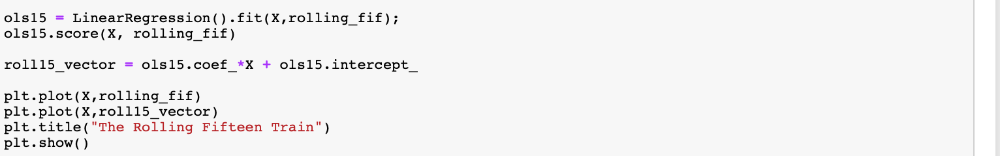 ols15 = LinearRegression().fit(X,rolling_fif);
ols15.score(X, rolling_fif)
roll15_vector = ols15.coef_*X + ols15.intercept_
plt.plot(X,rolling_fif)
plt.plot(X,roll15_vector)
plt.title("The Rolling Fifteen Train")
plt.show()